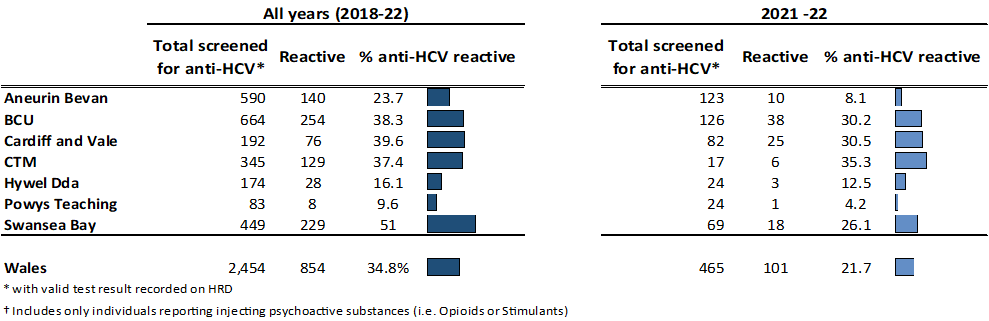 All years (2018-22) 2021 -22
Total screened Reactive % anti-HCV reactive Total screened Reactive % anti-HCV reactive
for anti-HCV* for anti-HCV*
Aneurin Bevan 590 140 23.7 123 10 8.1
BCU 664 254 38.3 126 38 30.2
Cardiff and Vale 192 76 39.6 82 25 30.5
CTM 345 129 37.4 17 6 35.3
Hywel Dda 174 28 16.1 24 3 12.5
Powys Teaching 83 8 9.6 24 1 4.2
Swansea Bay 449 229 51 69 18 26.1
Wales 2,454 854 34.8% 465 101 21.7
* with valid test result recorded on HRD
† Includes only individuals reporting injecting psychoactive substances (i.e. Opioids or Stimulants)